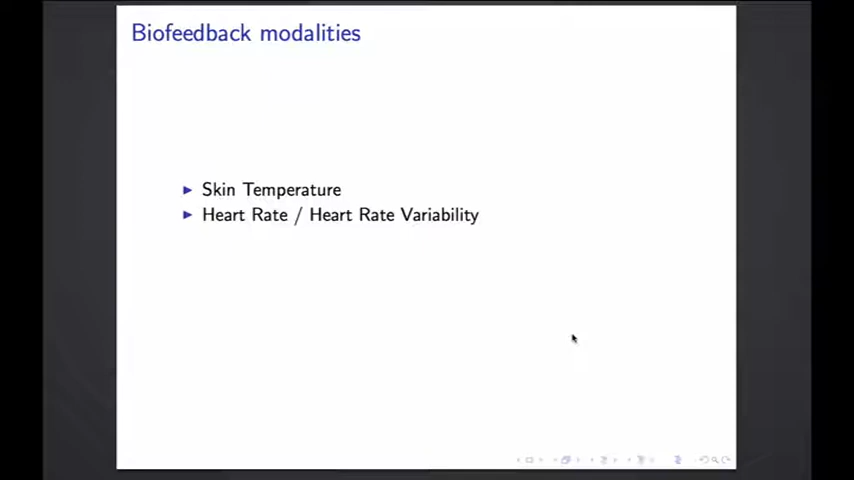 Biofeedback modalities
Skin Temperature
Heart Rate / Heart Rate Variability